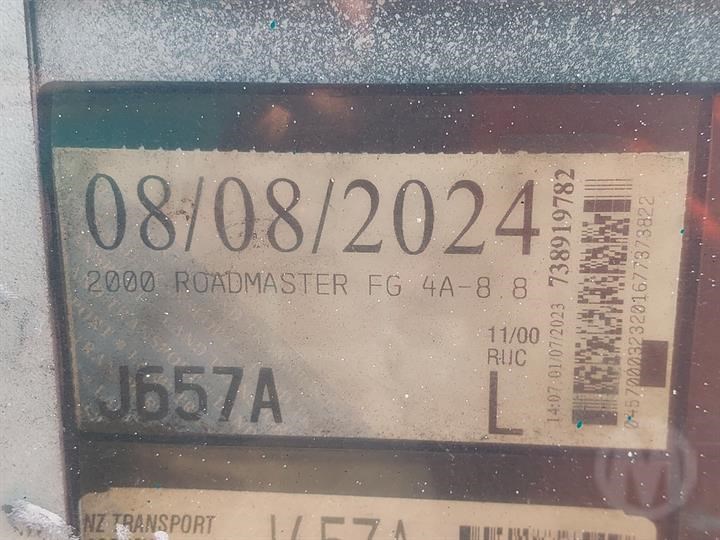 08/08/2024
2000 ROADMASTER FG 4A-8.8
11/00
RUC
J657A
L
14:07 01/07/2023
738919782
NZ TRANSPORT